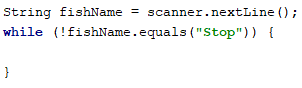 String fishName = scanner.nextLine();
while (!fishName.equals("Stop")) {
}